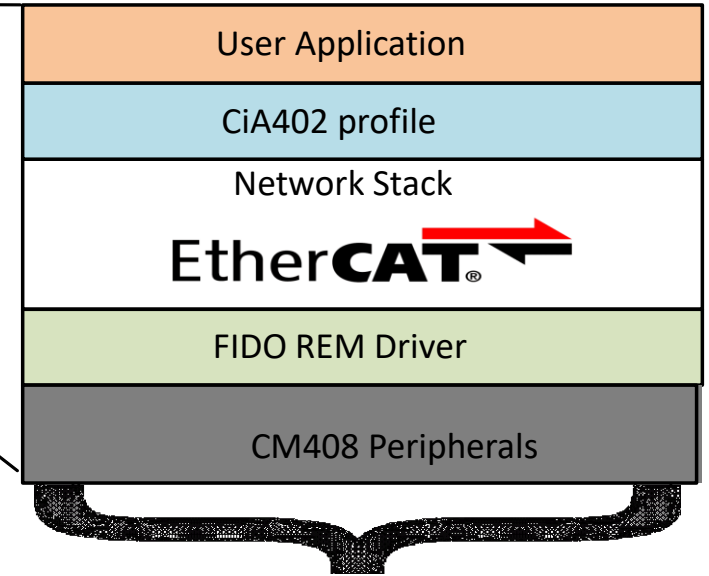 User Application
CiA402 profile
Network Stack
EtherCAT®
FIDO REM Driver
CM408 Peripherals